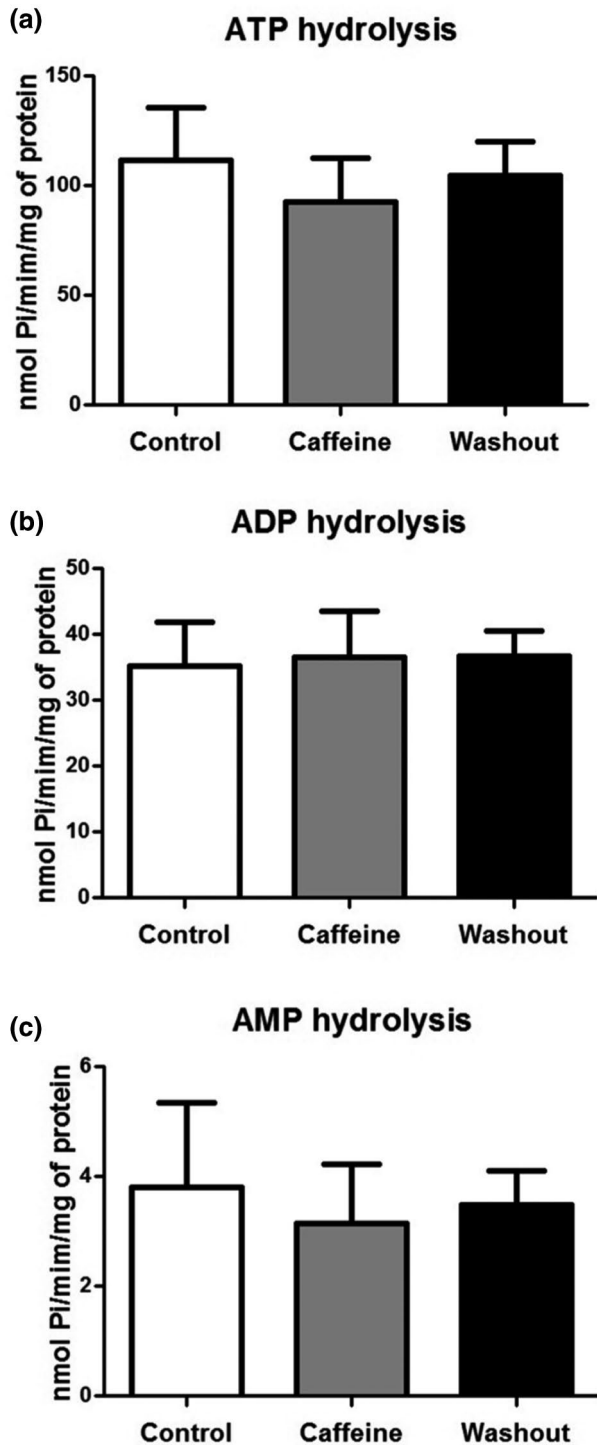 (a)
ATP hydrolysis
nmol Pi/mim/mg of protein
150
100
50
0
Control Caffeine Washout
(b)
ADP hydrolysis
nmol Pi/mim/mg of protein
50
40
30
20
10
0
Control Caffeine Washout
(c)
AMP hydrolysis
nmol Pi/mim/mg of protein
6
4
2
0
Control Caffeine Washout